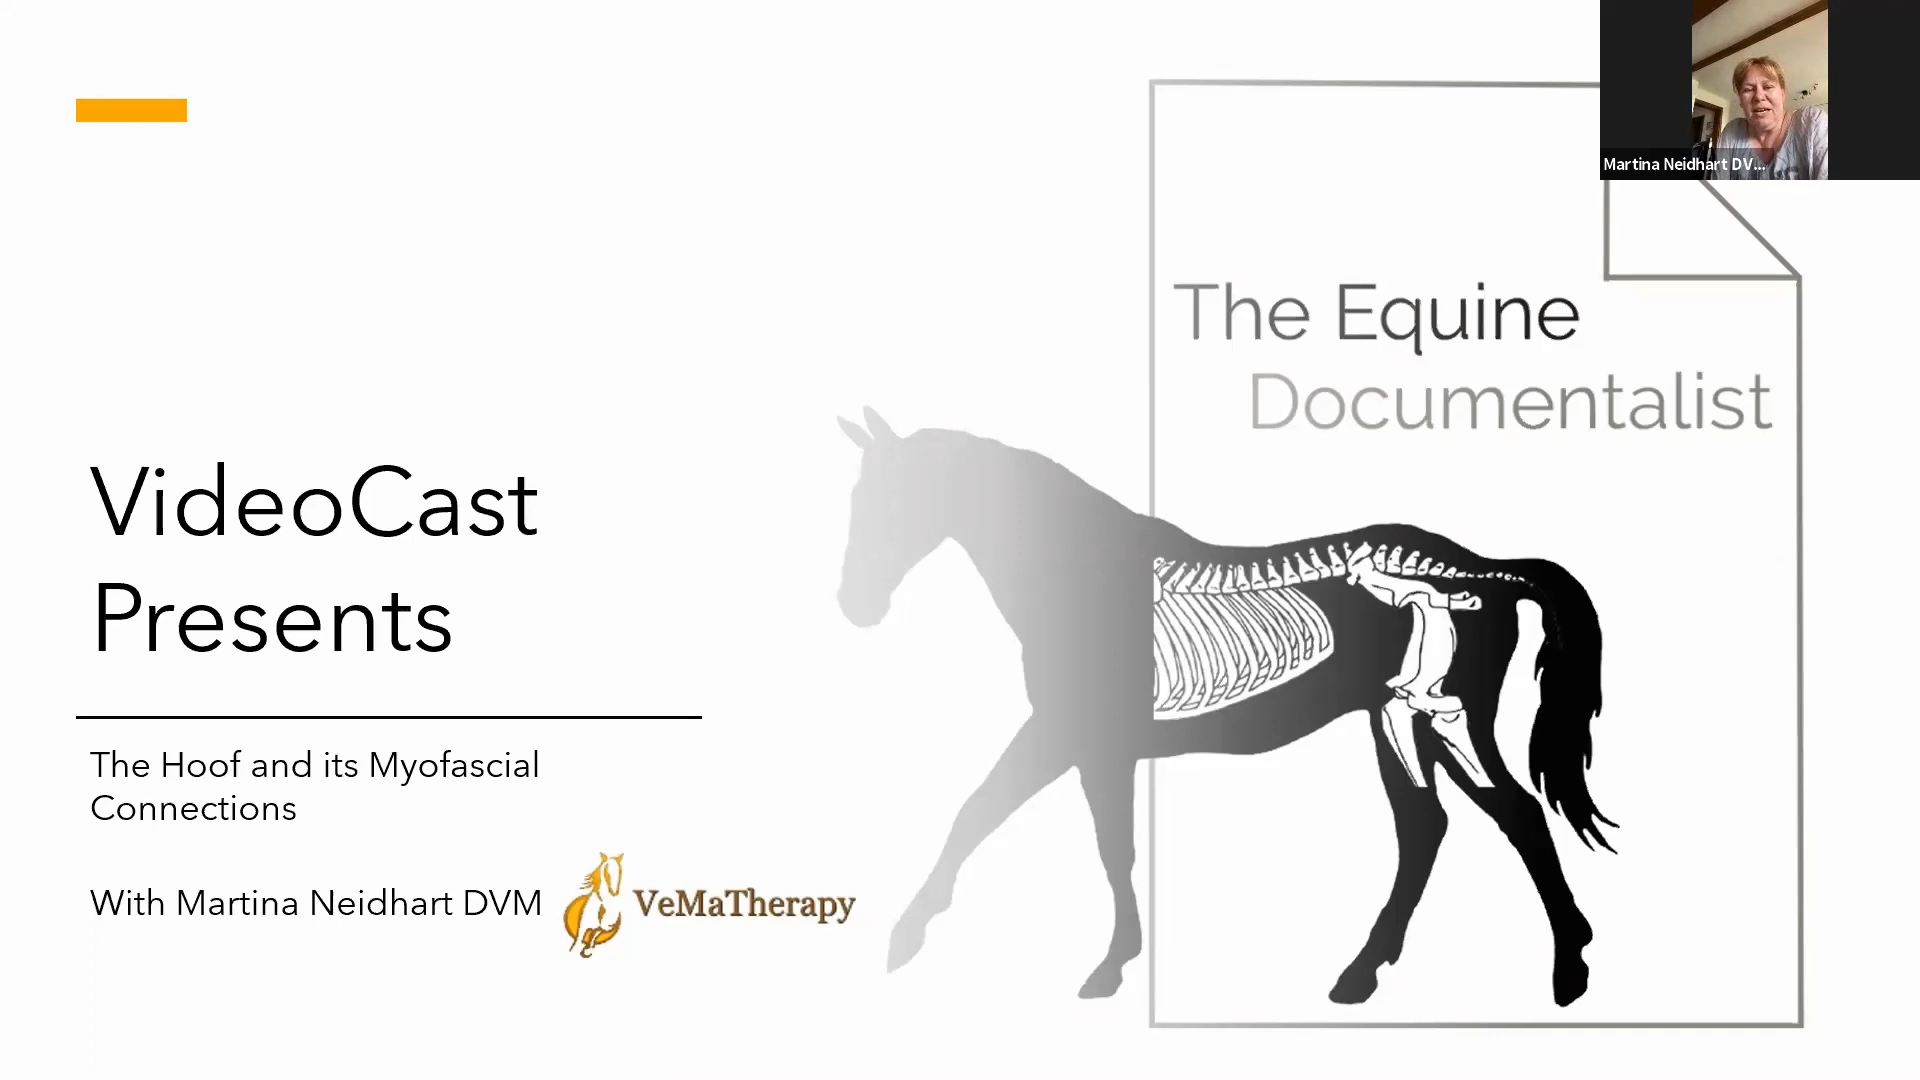 Martina Neidhart DV...
The Equine
Documentalist
VideoCast
Presents
The Hoof and its Myofascial
Connections
With Martina Neidhart DVM
VeMaTherapy